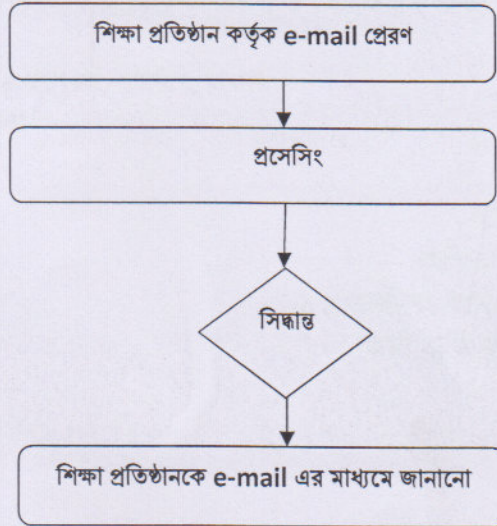 শিক্ষা প্রতিষ্ঠান কর্তৃক e-mail প্রেরণ
প্রসেসিং
সিদ্ধান্ত
শিক্ষা প্রতিষ্ঠানকে e-mail এর মাধ্যমে জানানো